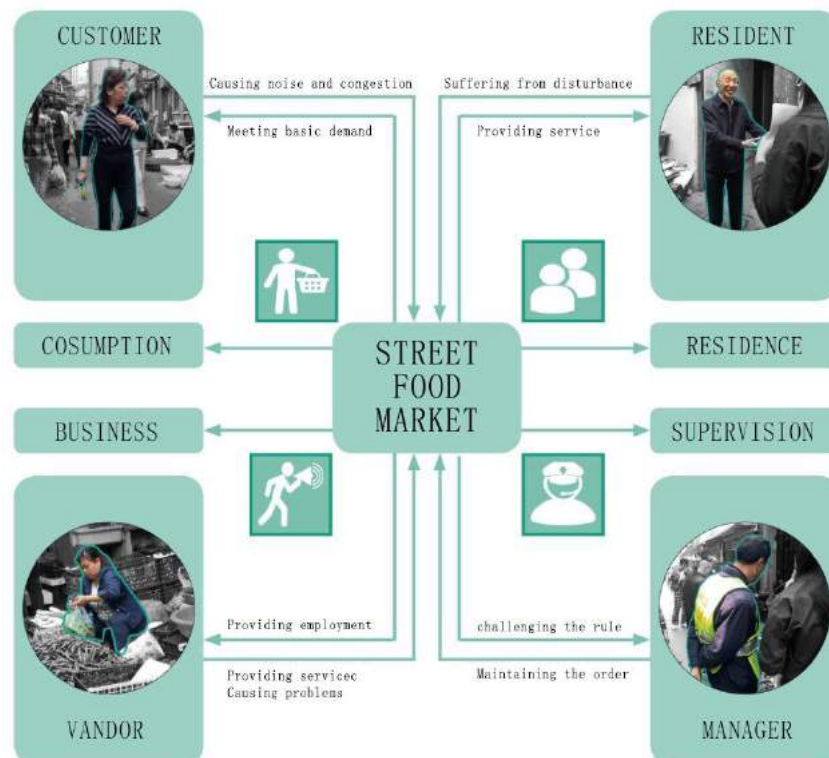 CUSTOMER
RESIDENT
Causing noise and congestion
Suffering from disturbance
Meeting basic demand
Providing service
COSUMPTION
STREET
FOOD
MARKET
RESIDENCE
BUSINESS
SUPERVISION
Providing employment
challenging the rule
Providing servicec
Causing problems
Maintaining the order
VANDOR
MANAGER